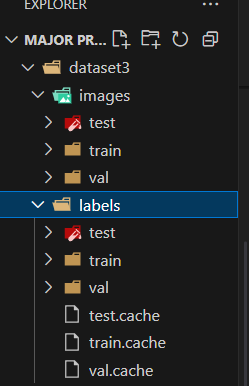 EXPLORER
MAJOR PR...
dataset3
images
test
train
val
labels
test
train
val
test.cache
train.cache
val.cache